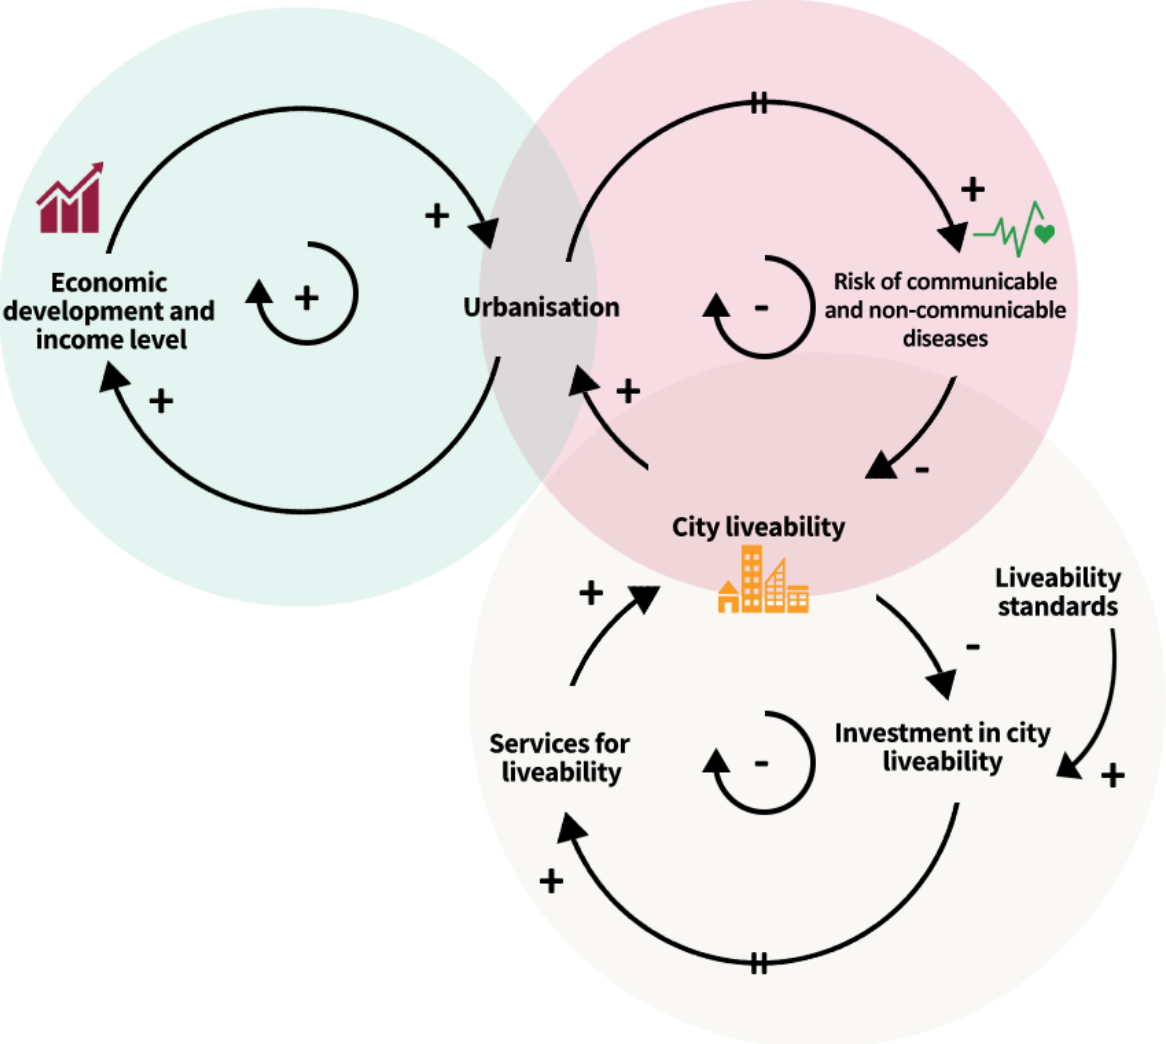 +
Economic
development and
income level
+
+
Urbanisation
+
Risk of communicable
and non-communicable
diseases
-
+
-
City liveability
+
-
Liveability
standards
+
Investment in city
liveability
Services for
liveability
-
+